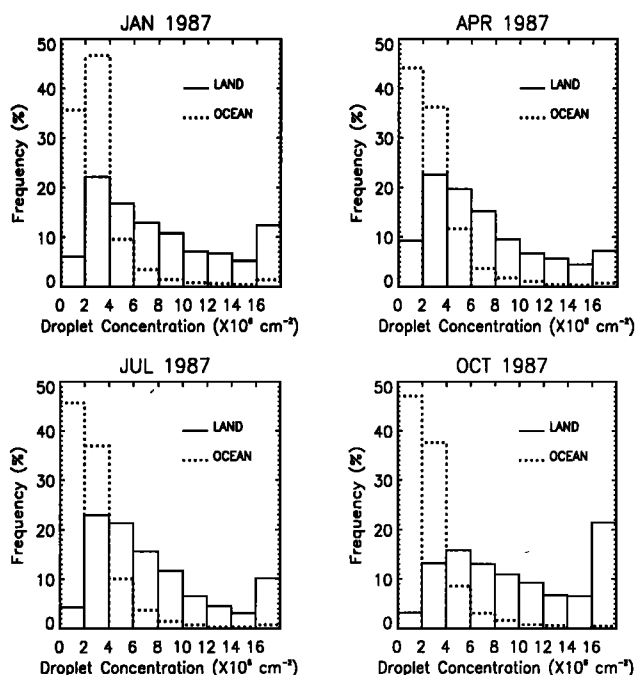 JAN 1987
50
40
30
20
10
0
Frequency (%)
LAND
OCEAN
0 2 4 6 8 10 12 14 16
Droplet Concentration (X10⁶ cm⁻²)
APR 1987
50
40
30
20
10
0
Frequency (%)
LAND
OCEAN
0 2 4 6 8 10 12 14 16
Droplet Concentration (X10⁶ cm⁻²)
JUL 1987
50
40
30
20
10
0
Frequency (%)
LAND
OCEAN
0 2 4 6 8 10 12 14 16
Droplet Concentration (X10⁶ cm⁻²)
OCT 1987
50
40
30
20
10
0
Frequency (%)
LAND
OCEAN
0 2 4 6 8 10 12 14 16
Droplet Concentration (X10⁶ cm⁻²)